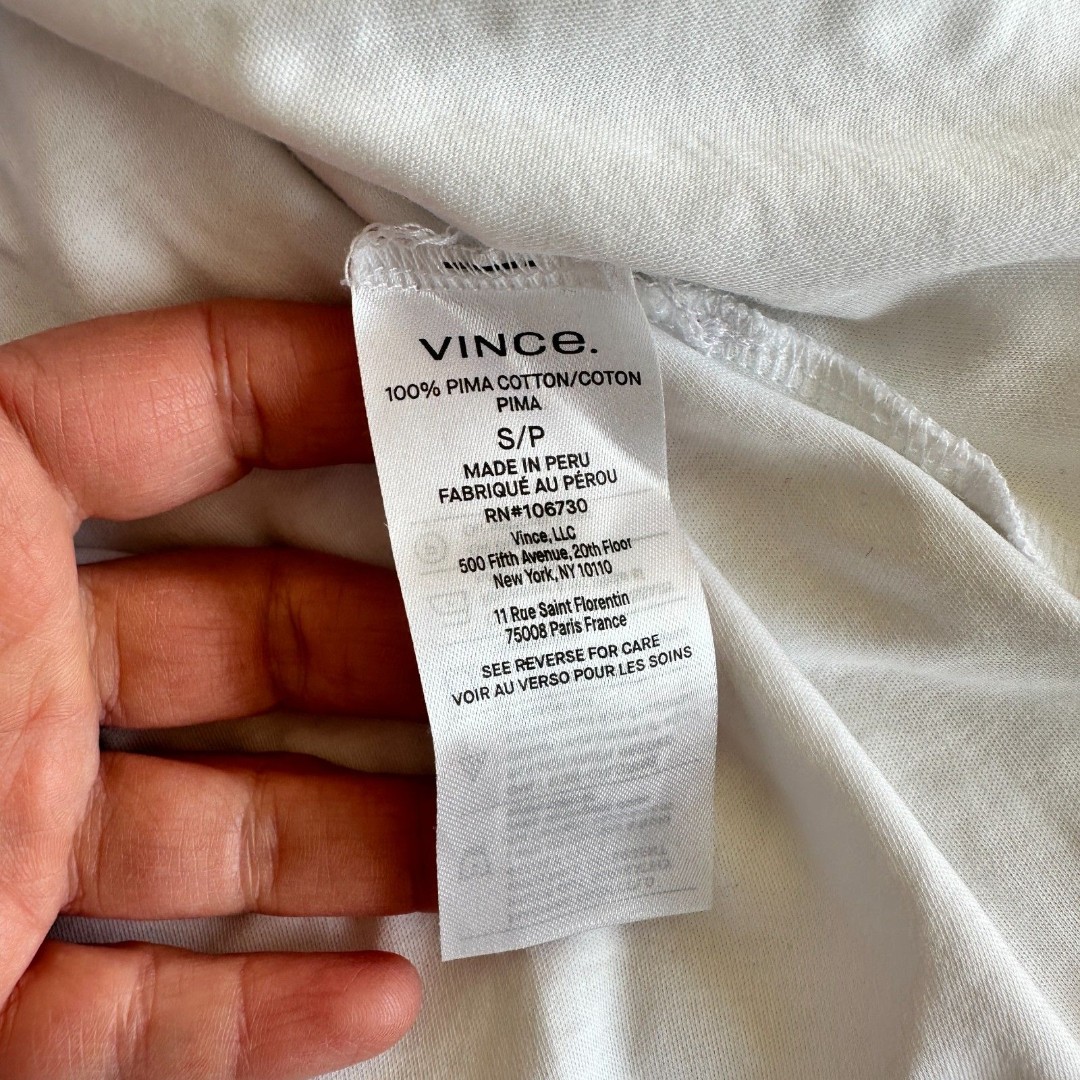 VINCe.
100% PIMA COTTON/COTON
PIMA
S/P
MADE IN PERU
FABRIQUÉ AU PÉROU
RN#106730
Vince, LLC
500 Fifth Avenue, 20th Floor
New York, NY 10110
11 Rue Saint Florentin
75008 Paris France
SEE REVERSE FOR CARE
VOIR AU VERSO POUR LES SOINS